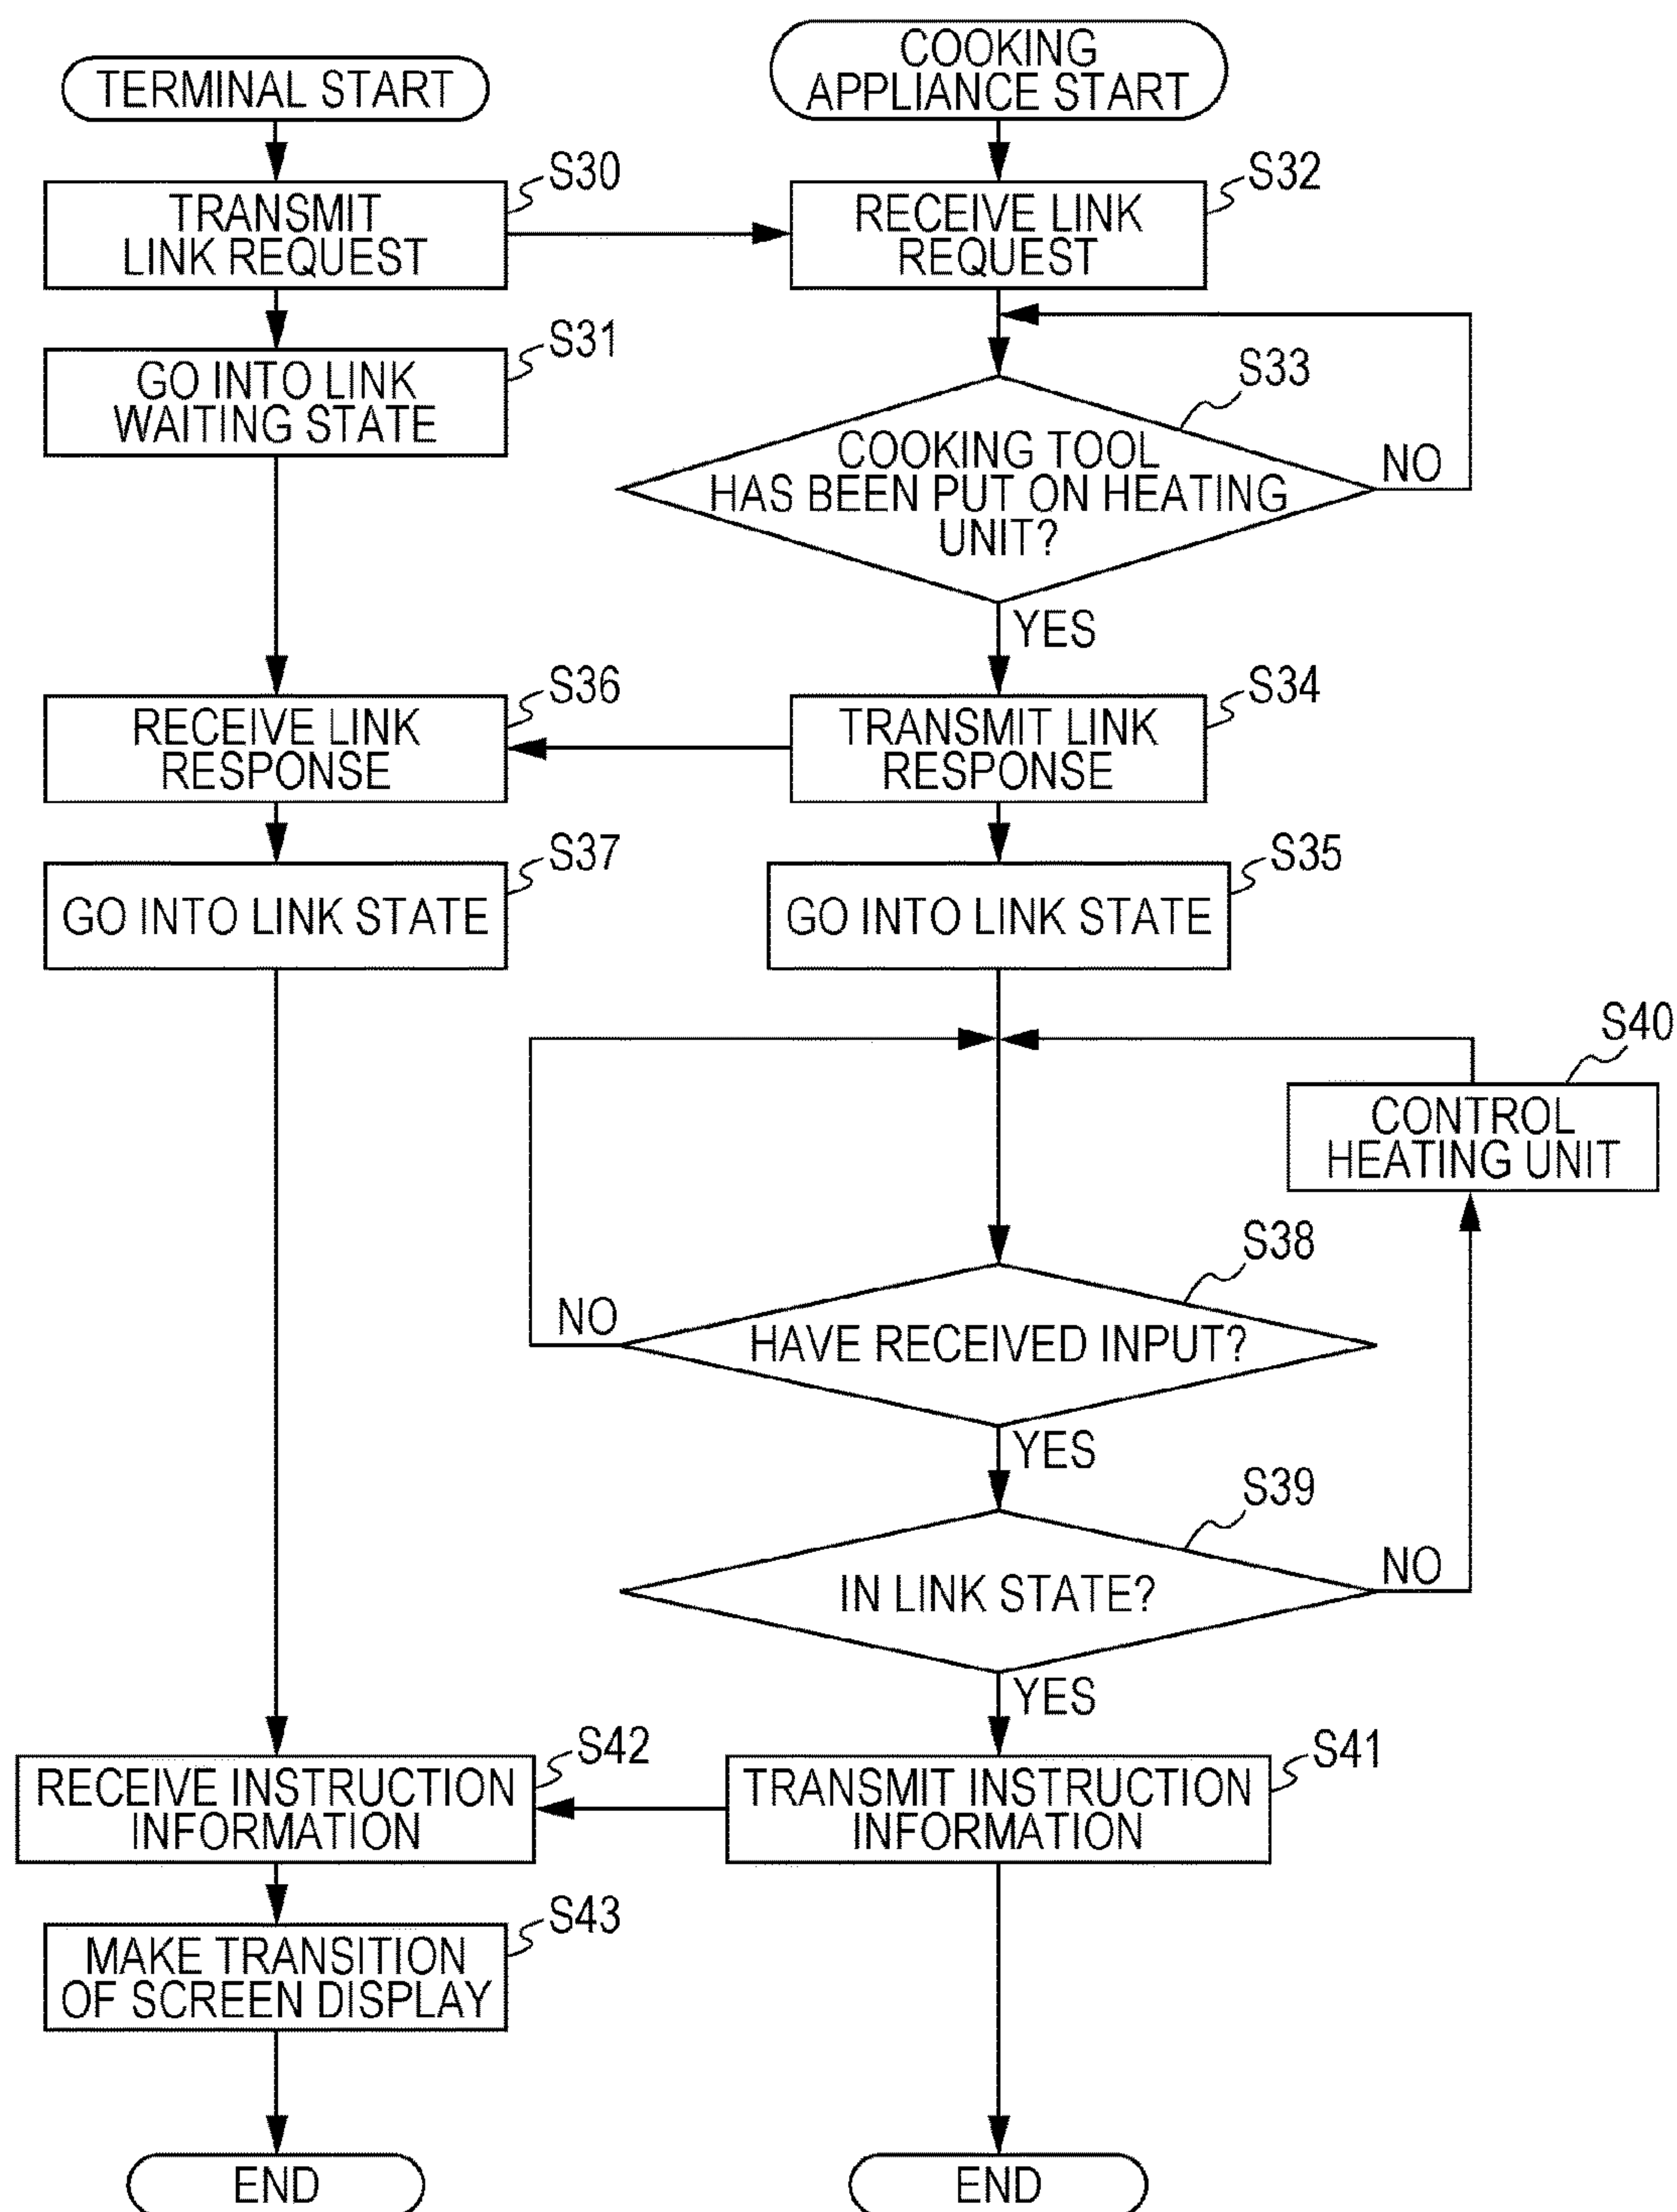 TERMINAL START
COOKING
APPLIANCE START
S30
TRANSMIT
LINK REQUEST
S32
RECEIVE LINK
REQUEST
S31
GO INTO LINK
WAITING STATE
S33
COOKING TOOL
HAS BEEN PUT ON HEATING
UNIT?
NO
YES
S36
RECEIVE LINK
RESPONSE
S34
TRANSMIT LINK
RESPONSE
S37
GO INTO LINK STATE
S35
GO INTO LINK STATE
S40
CONTROL
HEATING UNIT
S38
NO
HAVE RECEIVED INPUT?
YES
S39
IN LINK STATE?
NO
YES
S42
RECEIVE INSTRUCTION
INFORMATION
S41
TRANSMIT INSTRUCTION
INFORMATION
S43
MAKE TRANSITION
OF SCREEN DISPLAY
END
END